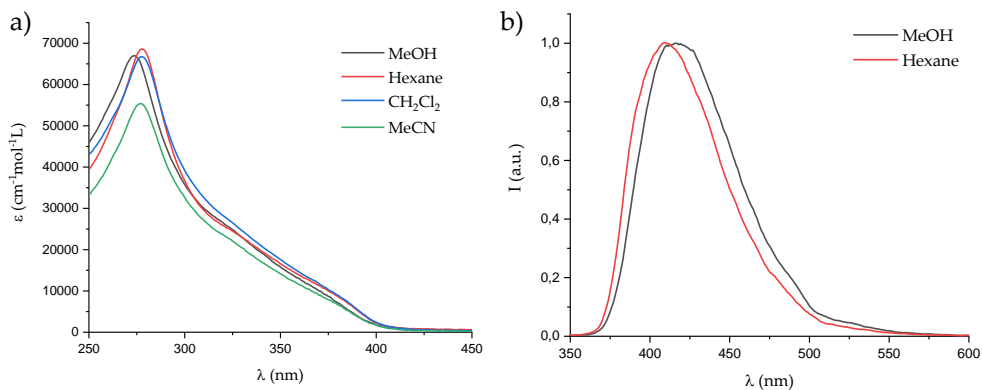 a)
70000
60000
50000
40000
30000
20000
10000
0
ε (cm⁻¹mol⁻¹L)
MeOH
Hexane
CH₂Cl₂
MeCN
250 300 350 400 450
λ (nm)
b)
1,0
0,8
0,6
0,4
0,2
0,0
I (a.u.)
MeOH
Hexane
350 400 450 500 550 600
λ (nm)